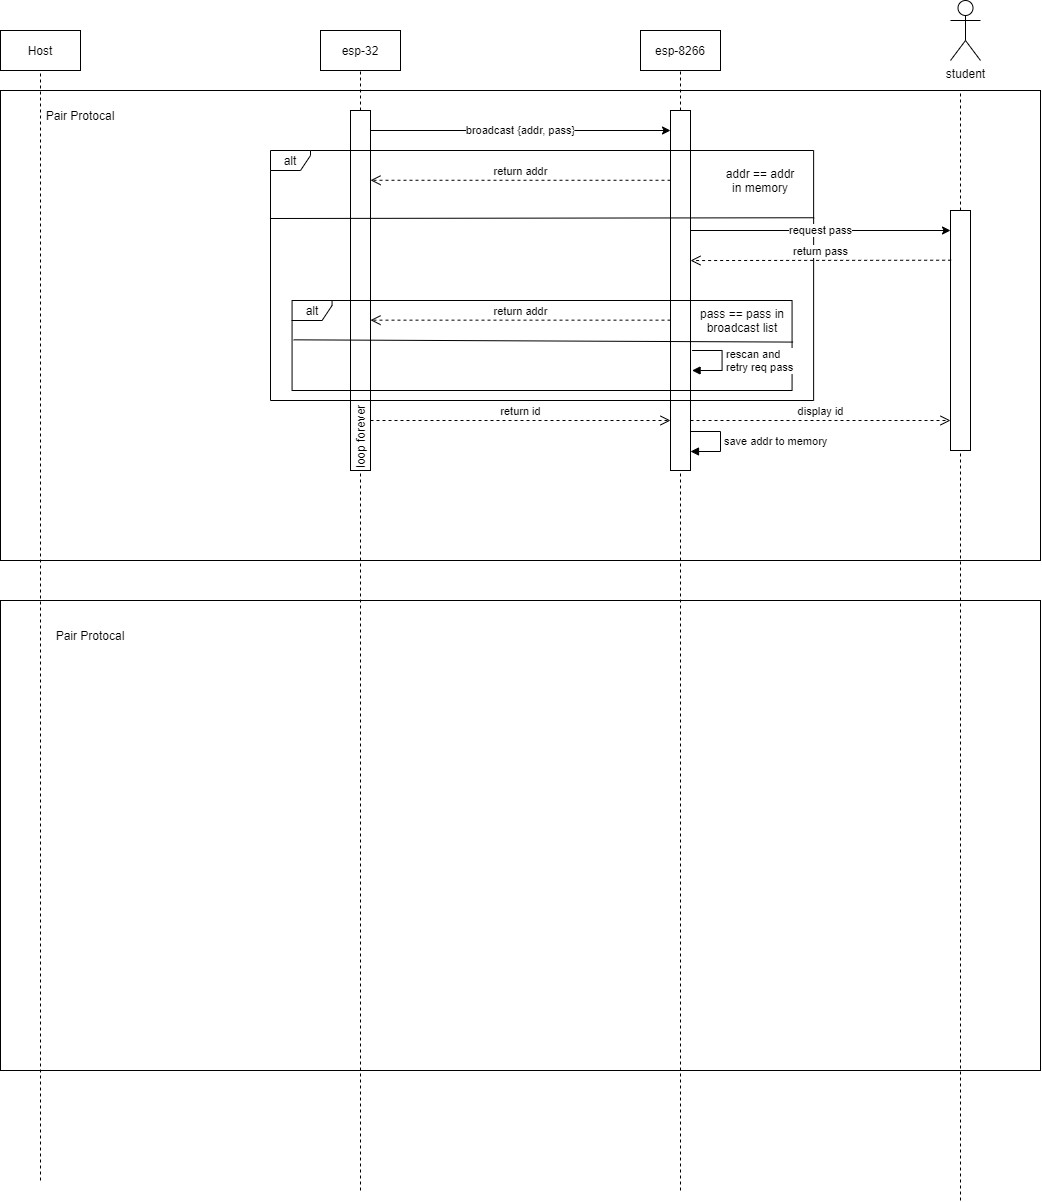 Host
esp-32
esp-8266
student
Pair Protocal
broadcast {addr, pass}
alt
return addr
addr == addr
in memory
request pass
return pass
alt
return addr
pass == pass in
broadcast list
rescan and
retry req pass
loop forever
return id
display id
save addr to memory
Pair Protocal